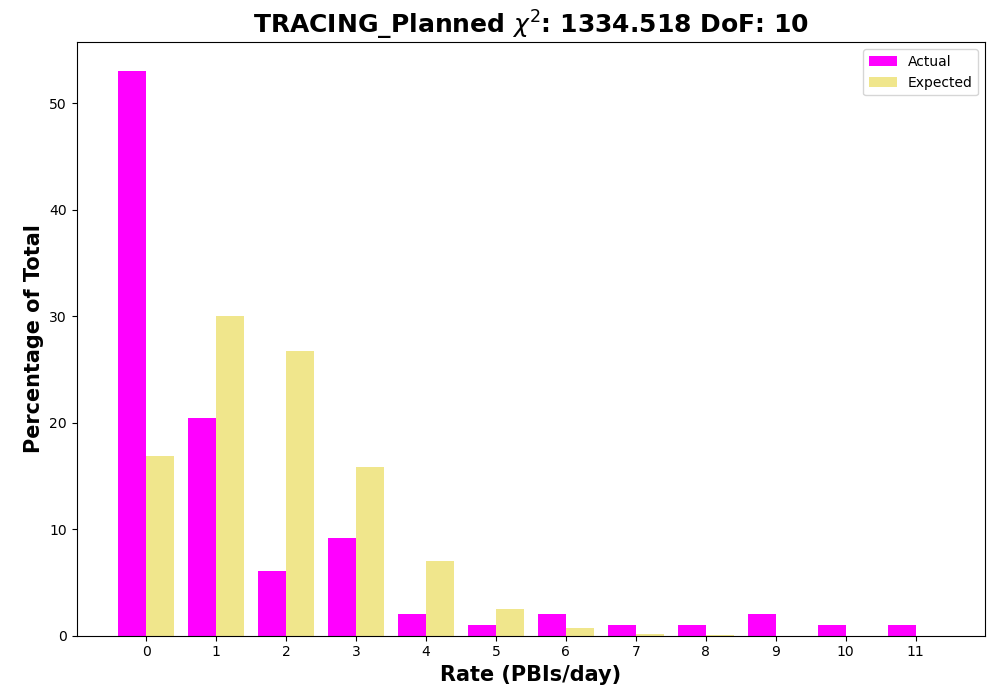 TRACING_Planned χ²: 1334.518 DoF: 10
Actual
Expected
Percentage of Total
50
40
30
20
10
0
0 1 2 3 4 5 6 7 8 9 10 11
Rate (PBIs/day)